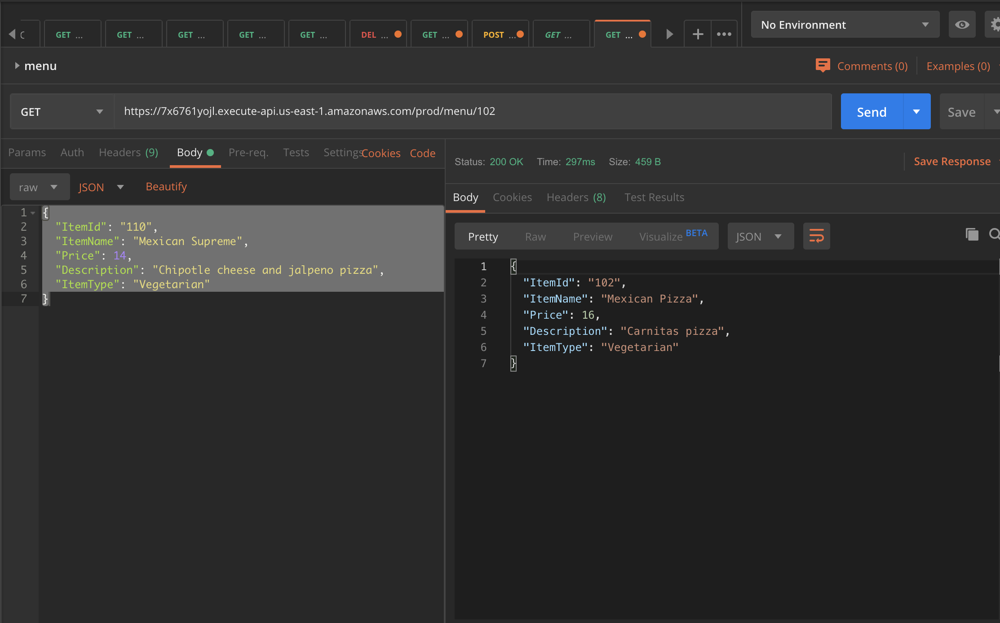 C GET ... GET ... GET ... GET ... GET ... DEL ... GET ... POST ... GET ... GET ... No Environment
menu Comments (0) Examples (0)
GET https://7x6761yojl.execute-api.us-east-1.amazonaws.com/prod/menu/102 Send Save
Params Auth Headers (9) Body Pre-req. Tests Settings Cookies Code
raw JSON Beautify
1 {
2 "ItemId": "110",
3 "ItemName": "Mexican Supreme",
4 "Price": 14,
5 "Description": "Chipotle cheese and jalpeno pizza",
6 "ItemType": "Vegetarian"
7 }
Status: 200 OK Time: 297ms Size: 459 B Save Response
Body Cookies Headers (8) Test Results
Pretty Raw Preview Visualize BETA JSON
1 {
2 "ItemId": "102",
3 "ItemName": "Mexican Pizza",
4 "Price": 16,
5 "Description": "Carnitas pizza",
6 "ItemType": "Vegetarian"
7 }